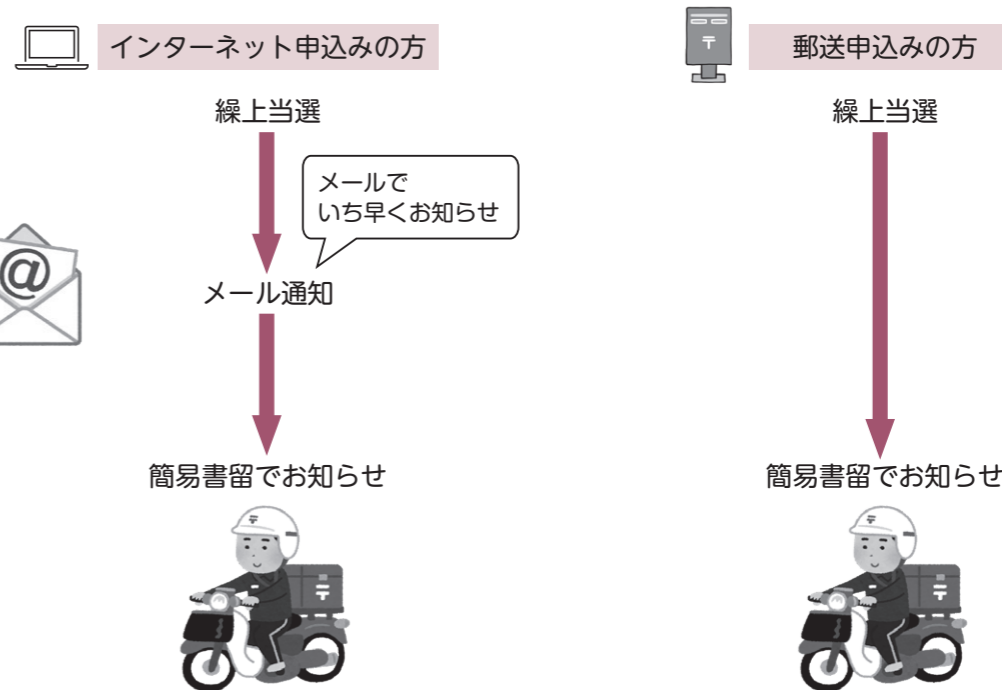 インターネット申込みの方
繰上当選
メールで
いち早くお知らせ
メール通知
簡易書留でお知らせ
郵送申込みの方
繰上当選
簡易書留でお知らせ